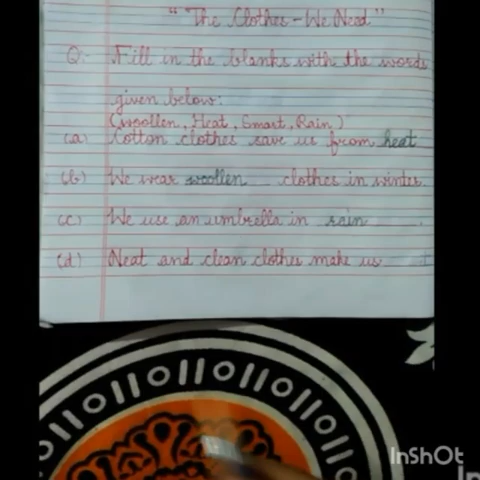 "The Clothes-We Need"
Q:- Fill in the blanks with the words
given below:
(Woollen, Heat, Smart, Rain)
(a) Cotton clothes save us from heat
(b) We wear woollen clothes in winter.
(c) We use an umbrella in rain.
(d) Neat and clean clothes make us
INSHOT
In